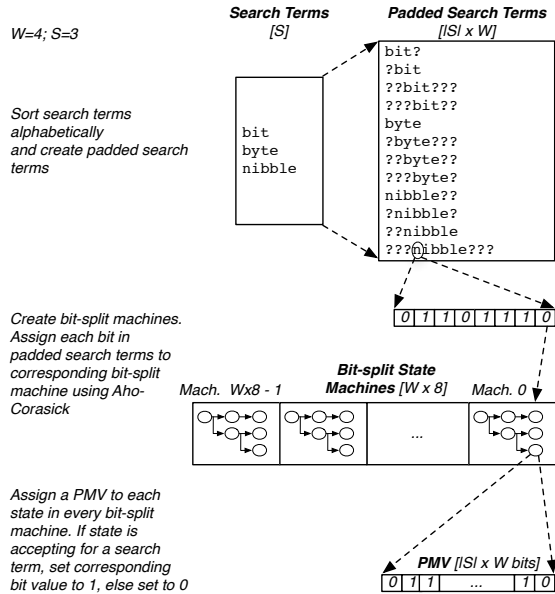 W=4; S=3
Search Terms
[S]
Padded Search Terms
[|S| x W]
Sort search terms
alphabetically
and create padded search
terms
bit
byte
nibble
bit?
?bit
??bit???
???bit??
byte
?byte???
??byte??
???byte?
nibble??
?nibble?
??nibble
???nibble???
0 1 1 0 1 1 1 0
Create bit-split machines.
Assign each bit in
padded search terms to
corresponding bit-split
machine using Aho-
Corasick
Bit-split State
Machines [W x 8]
Mach. Wx8 - 1
Mach. 0
...
Assign a PMV to each
state in every bit-split
machine. If state is
accepting for a search
term, set corresponding
bit value to 1, else set to 0
PMV [|S| x W bits]
0 1 1 ... 1 0